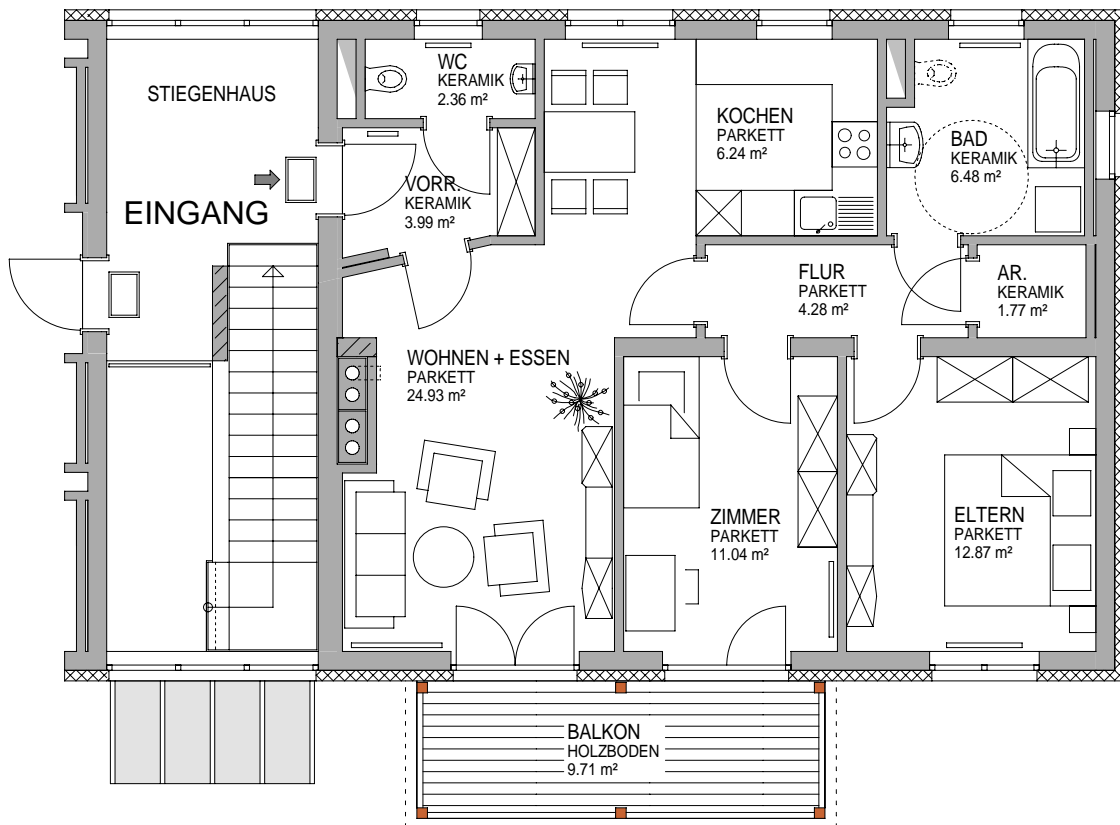 STIEGENHAUS
EINGANG
WC
KERAMIK
2.36 m²
VORR.
KERAMIK
3.99 m²
KOCHEN
PARKETT
6.24 m²
BAD
KERAMIK
6.48 m²
FLUR
PARKETT
4.28 m²
AR.
KERAMIK
1.77 m²
WOHNEN + ESSEN
PARKETT
24.93 m²
ZIMMER
PARKETT
11.04 m²
ELTERN
PARKETT
12.87 m²
BALKON
HOLZBODEN
9.71 m²